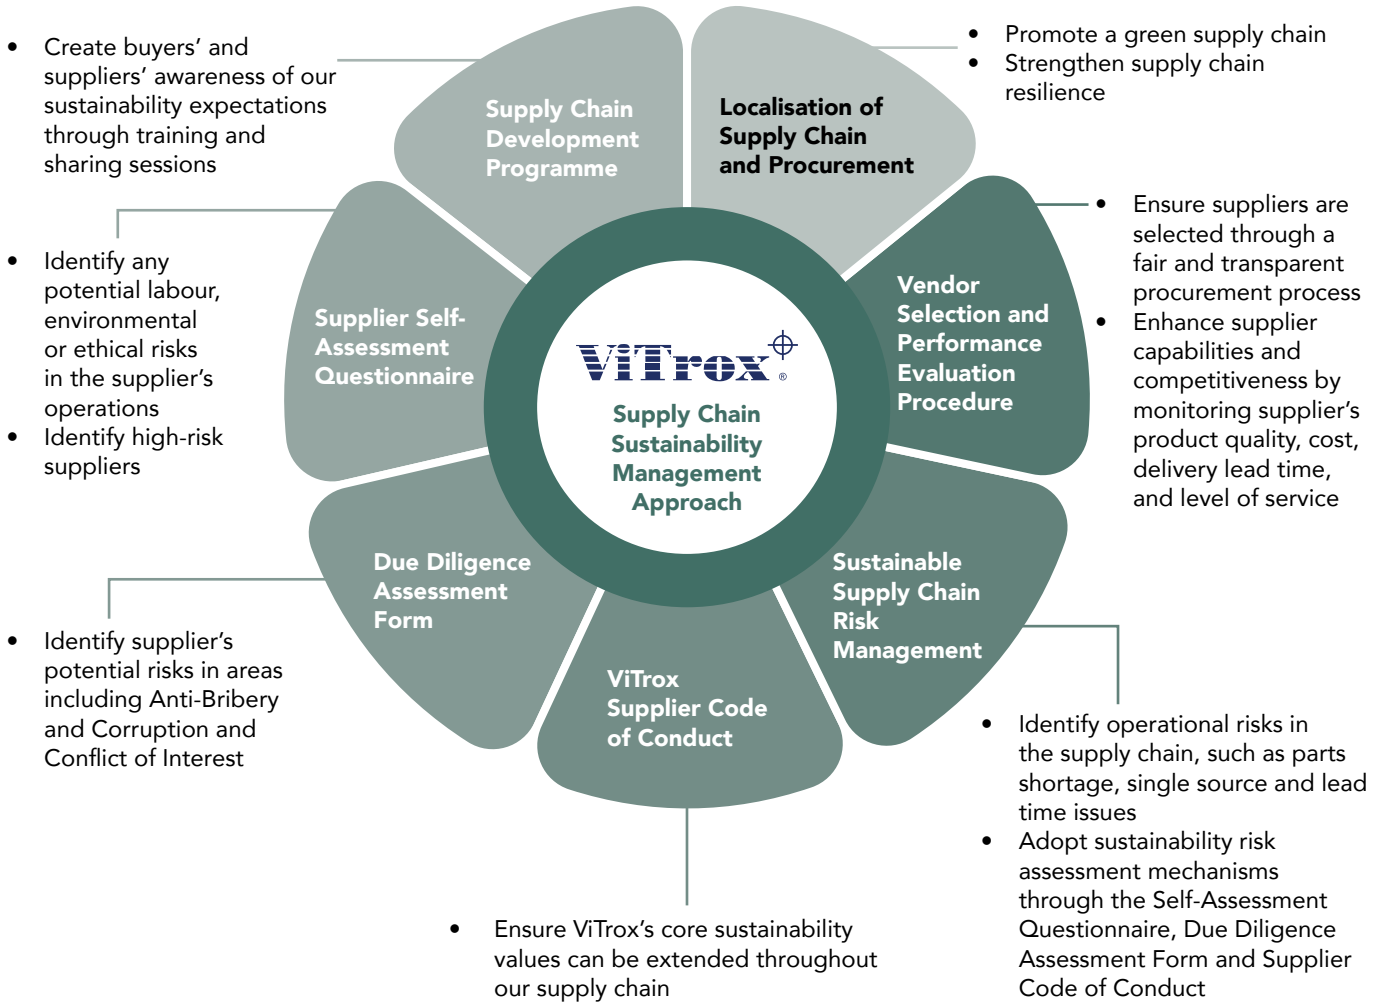 • Create buyers’ and
suppliers’ awareness of our
sustainability expectations
through training and
sharing sessions
Supply Chain
Development
Programme
Localisation of
Supply Chain
and Procurement
• Promote a green supply chain
• Strengthen supply chain
resilience
• Identify any
potential labour,
environmental
or ethical risks
in the supplier’s
operations
• Identify high-risk
suppliers
Supplier Self-
Assessment
Questionnaire
ViTrox®
Supply Chain
Sustainability
Management
Approach
Vendor
Selection and
Performance
Evaluation
Procedure
• Ensure suppliers are
selected through a
fair and transparent
procurement process
• Enhance supplier
capabilities and
competitiveness by
monitoring supplier’s
product quality, cost,
delivery lead time,
and level of service
Due Diligence
Assessment
Form
• Identify supplier’s
potential risks in areas
including Anti-Bribery
and Corruption and
Conflict of Interest
ViTrox
Supplier Code
of Conduct
• Ensure ViTrox’s core sustainability
values can be extended throughout
our supply chain
Sustainable
Supply Chain
Risk
Management
• Identify operational risks in
the supply chain, such as parts
shortage, single source and lead
time issues
• Adopt sustainability risk
assessment mechanisms
through the Self-Assessment
Questionnaire, Due Diligence
Assessment Form and Supplier
Code of Conduct